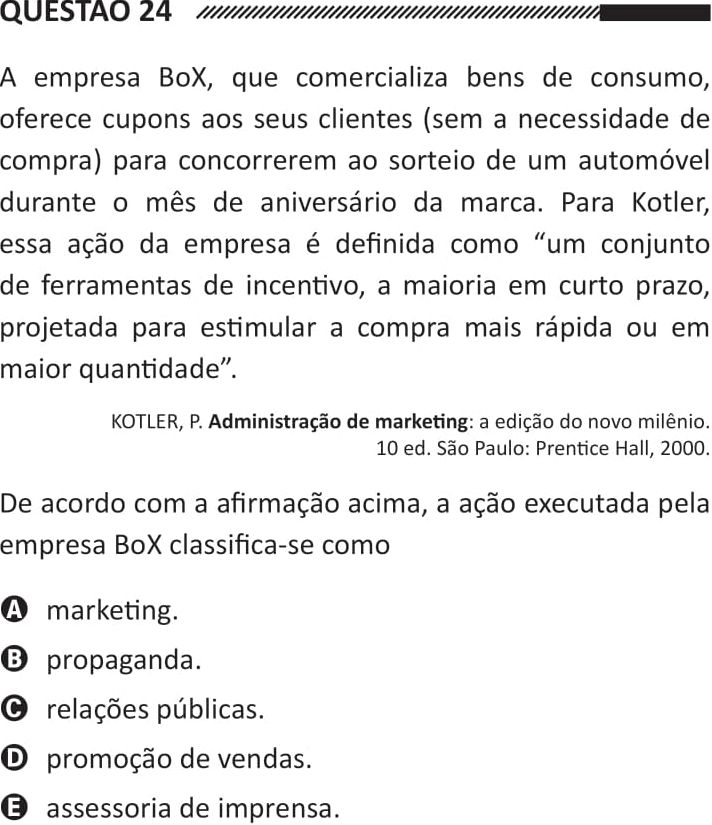 QUESTÃO 24
A empresa BoX, que comercializa bens de consumo,
oferece cupons aos seus clientes (sem a necessidade de
compra) para concorrerem ao sorteio de um automóvel
durante o mês de aniversário da marca. Para Kotler,
essa ação da empresa é definida como “um conjunto
de ferramentas de incentivo, a maioria em curto prazo,
projetada para estimular a compra mais rápida ou em
maior quantidade”.
KOTLER, P. Administração de marketing: a edição do novo milênio.
10 ed. São Paulo: Prentice Hall, 2000.
De acordo com a afirmação acima, a ação executada pela
empresa BoX classifica-se como
A marketing.
B propaganda.
C relações públicas.
D promoção de vendas.
E assessoria de imprensa.